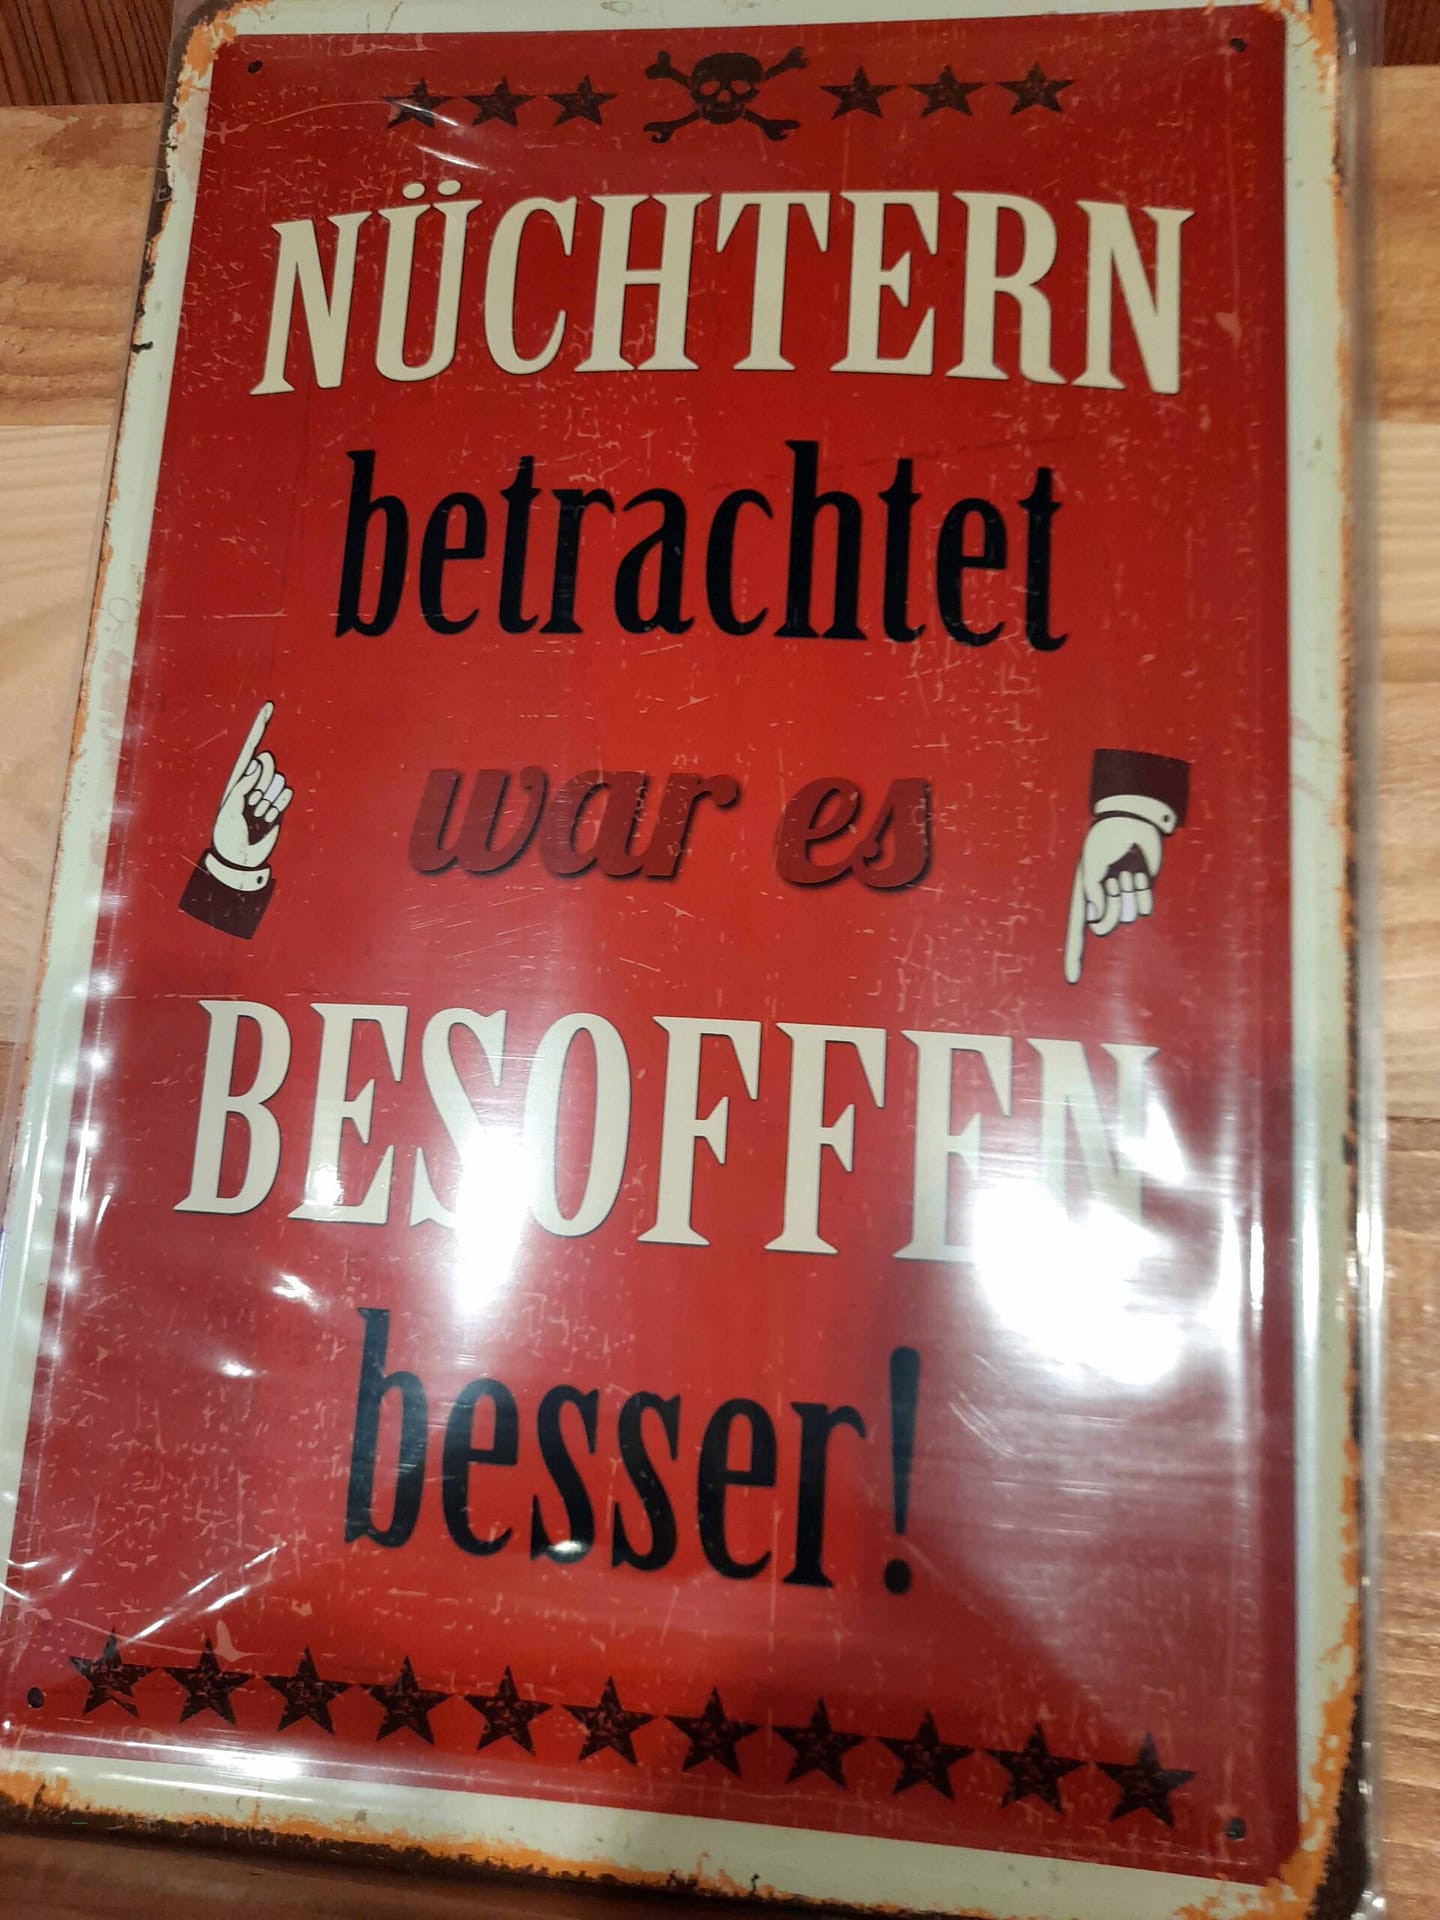 NÜCHTERN
betrachtet
war es
BESOFFEN
besser!